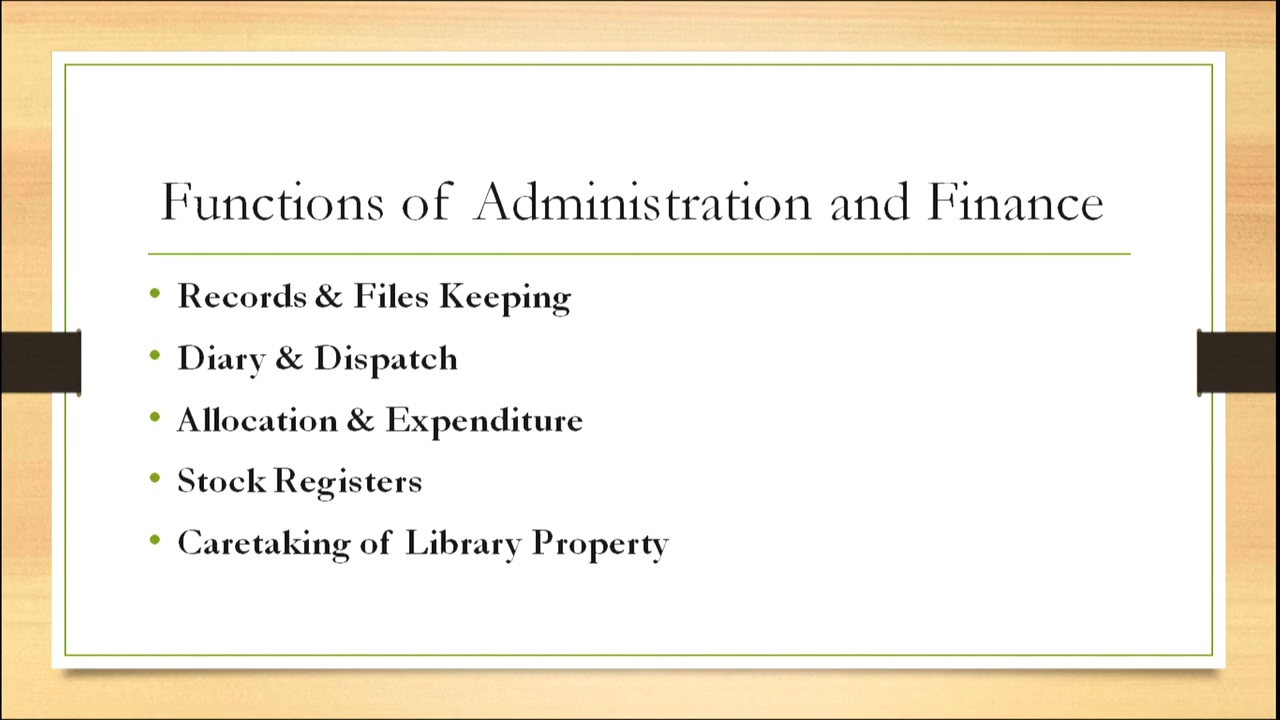 Functions of Administration and Finance
• Records & Files Keeping
• Diary & Dispatch
• Allocation & Expenditure
• Stock Registers
• Caretaking of Library Property